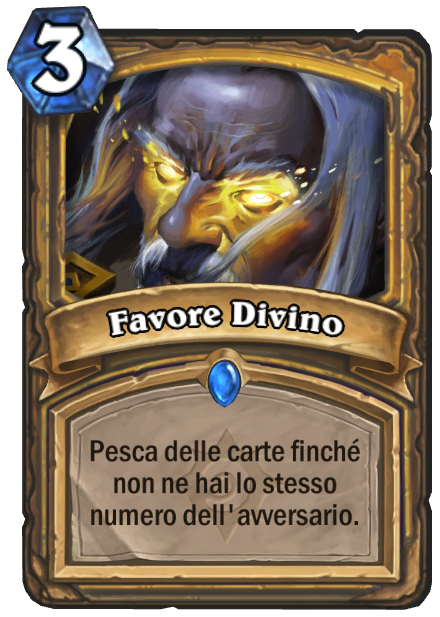 3
Favore Divino
Pesca delle carte finché
non ne hai lo stesso
numero dell'avversario.